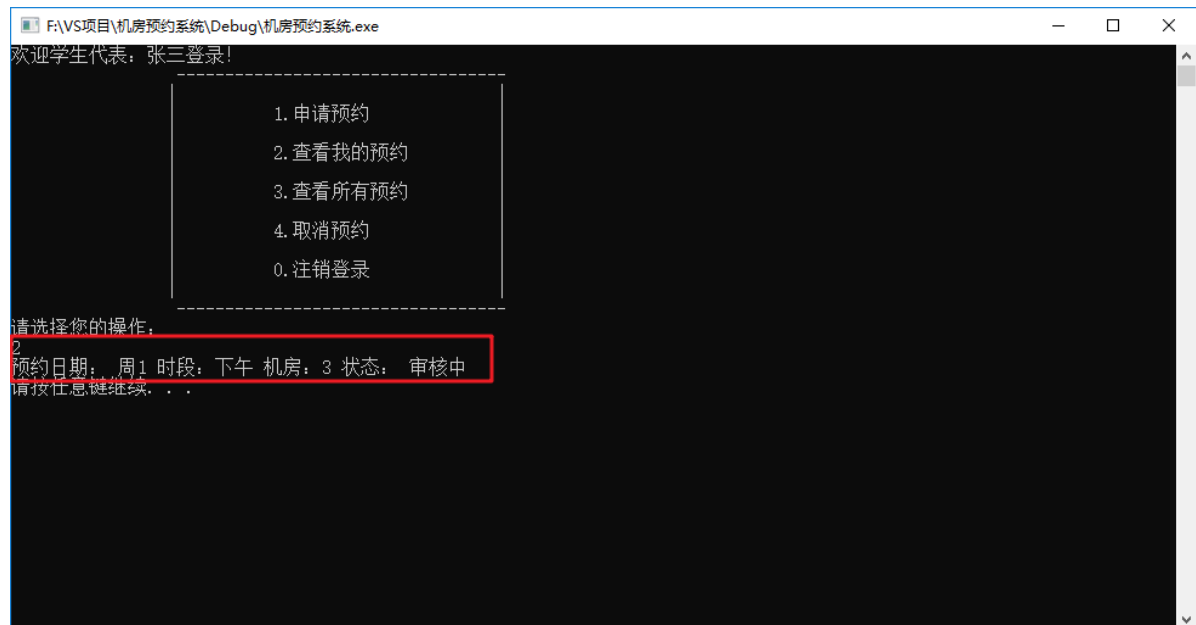 F:\VS项目\机房预约系统\Debug\机房预约系统.exe
欢迎学生代表：张三登录！
----------------------------------
1.申请预约
2.查看我的预约
3.查看所有预约
4.取消预约
0.注销登录
----------------------------------
请选择您的操作：
2
预约日期： 周1 时段：下午 机房：3 状态： 审核中
请按任意键继续. . .